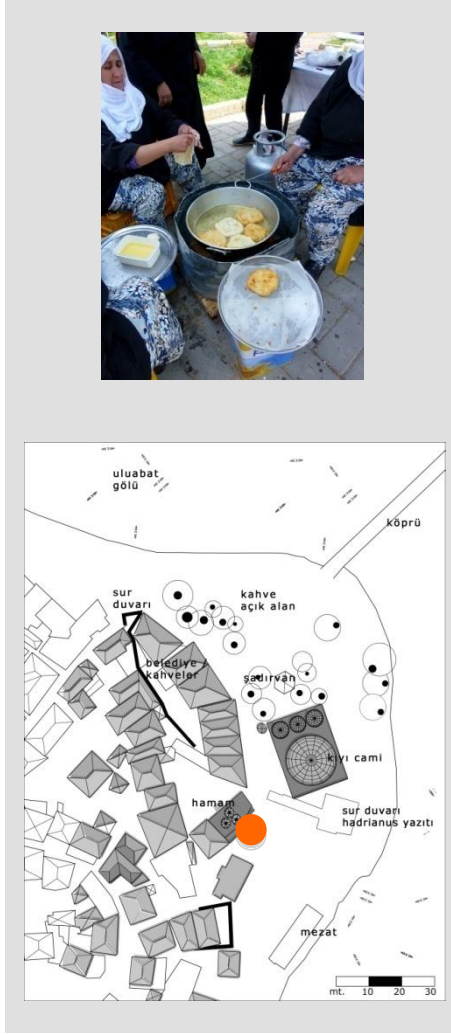 uluabat
gölü
köprü
sur
duvarı
kahve
açık alan
belediye /
kahveler
şadırvan
kıyı cami
hamam
sur duvarı
hadrianus yazıtı
mezat
mt. 10 20 30